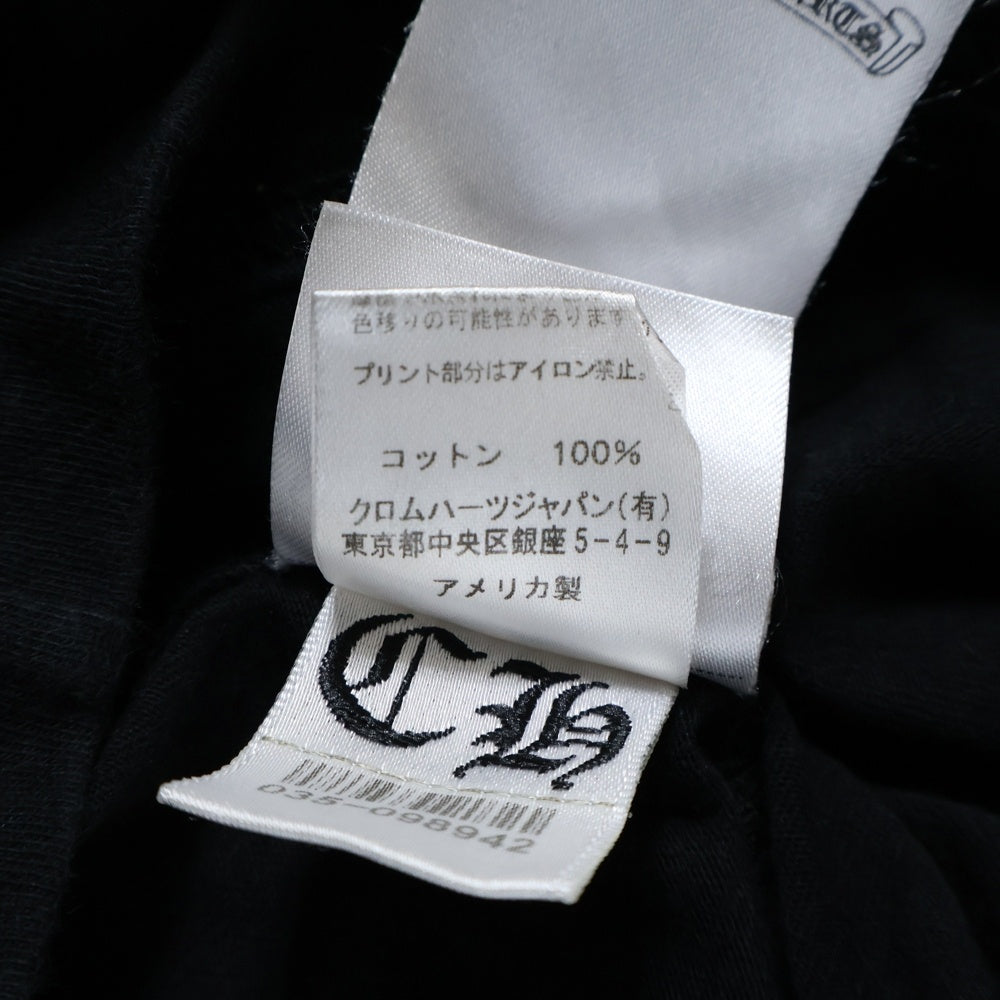 色移りの可能性があります
プリント部分はアイロン禁止。
コットン 100%
クロムハーツジャパン(有)
東京都中央区銀座5-4-9
アメリカ製
CH
035-098942